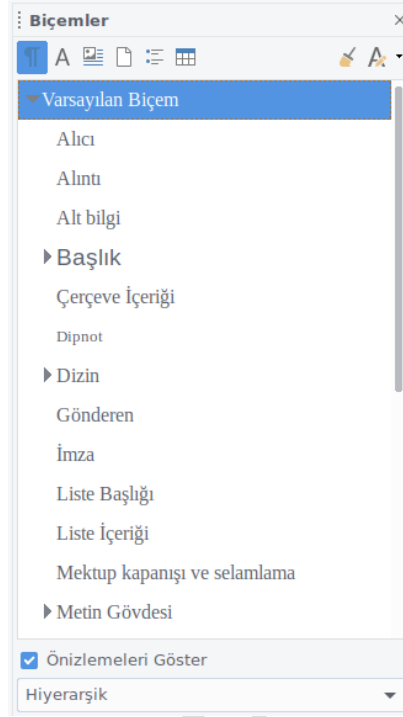 Biçemler
Varsayılan Biçem
Alıcı
Alıntı
Alt bilgi
Başlık
Çerçeve İçeriği
Dipnot
Dizin
Gönderen
İmza
Liste Başlığı
Liste İçeriği
Mektup kapanışı ve selamlama
Metin Gövdesi
Önizlemeleri Göster
Hiyerarşik